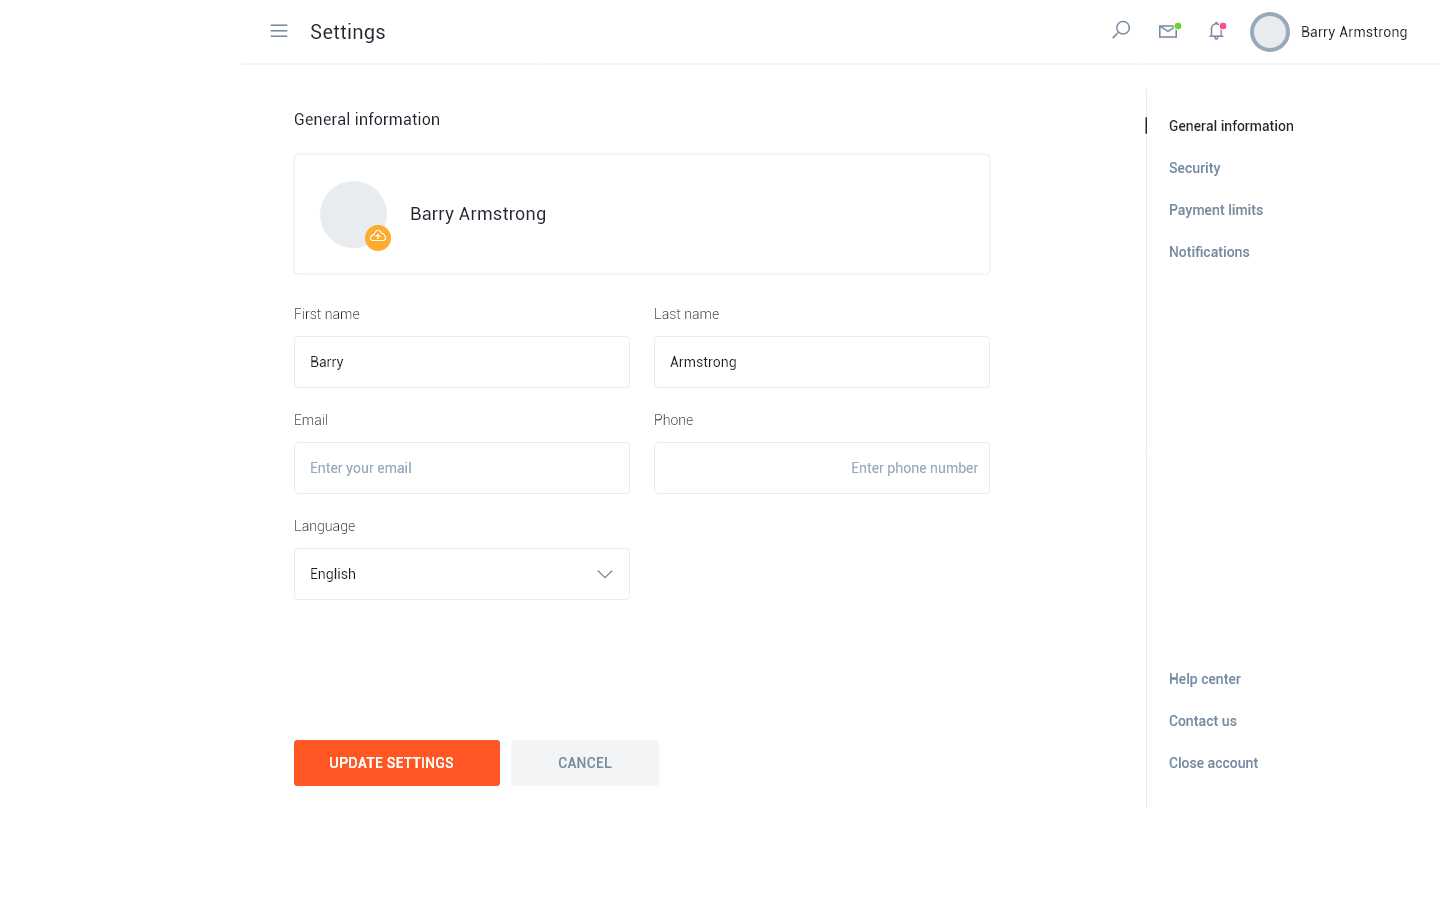 Settings
Barry Armstrong
General information
Barry Armstrong
First name
Last name
Barry
Armstrong
Email
Phone
Enter your email
Enter phone number
Language
English
UPDATE SETTINGS
CANCEL
General information
Security
Payment limits
Notifications
Help center
Contact us
Close account